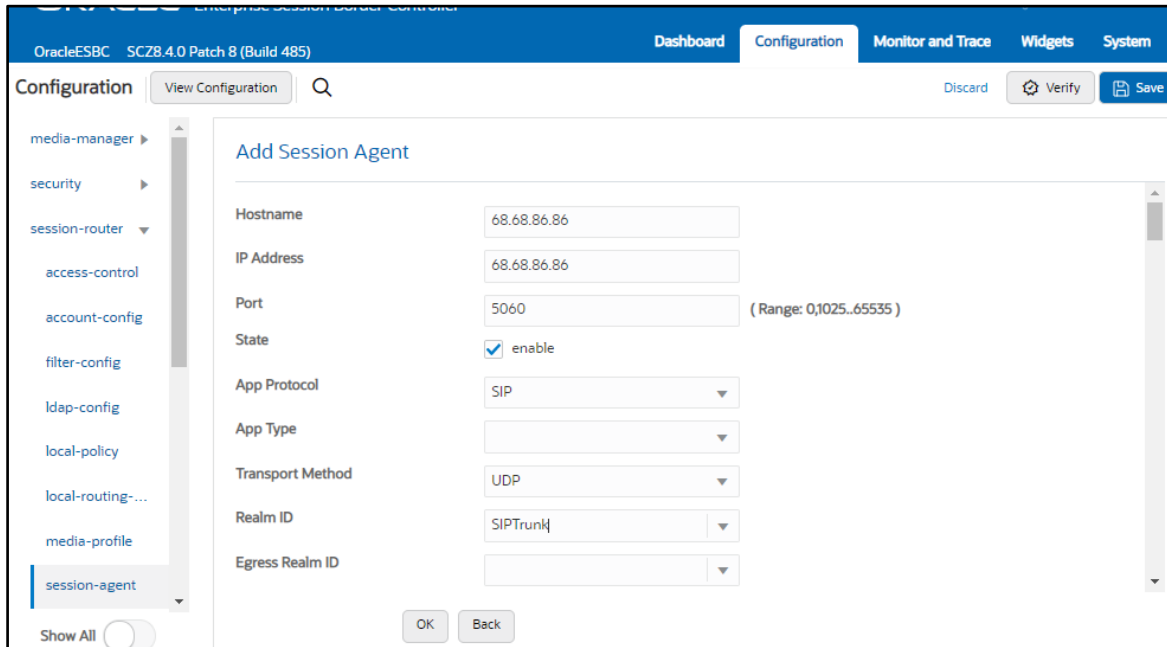 Enterprise Session Border Controller
OracleESBC SCZ8.4.0 Patch 8 (Build 485)
Dashboard Configuration Monitor and Trace Widgets System
Configuration View Configuration Discard Verify Save
media-manager
security
session-router
access-control
account-config
filter-config
ldap-config
local-policy
local-routing-...
media-profile
session-agent
Show All
Add Session Agent
Hostname 68.68.86.86
IP Address 68.68.86.86
Port 5060 ( Range: 0,1025..65535 )
State enable
App Protocol SIP
App Type
Transport Method UDP
Realm ID SIPTrunk
Egress Realm ID
OK Back